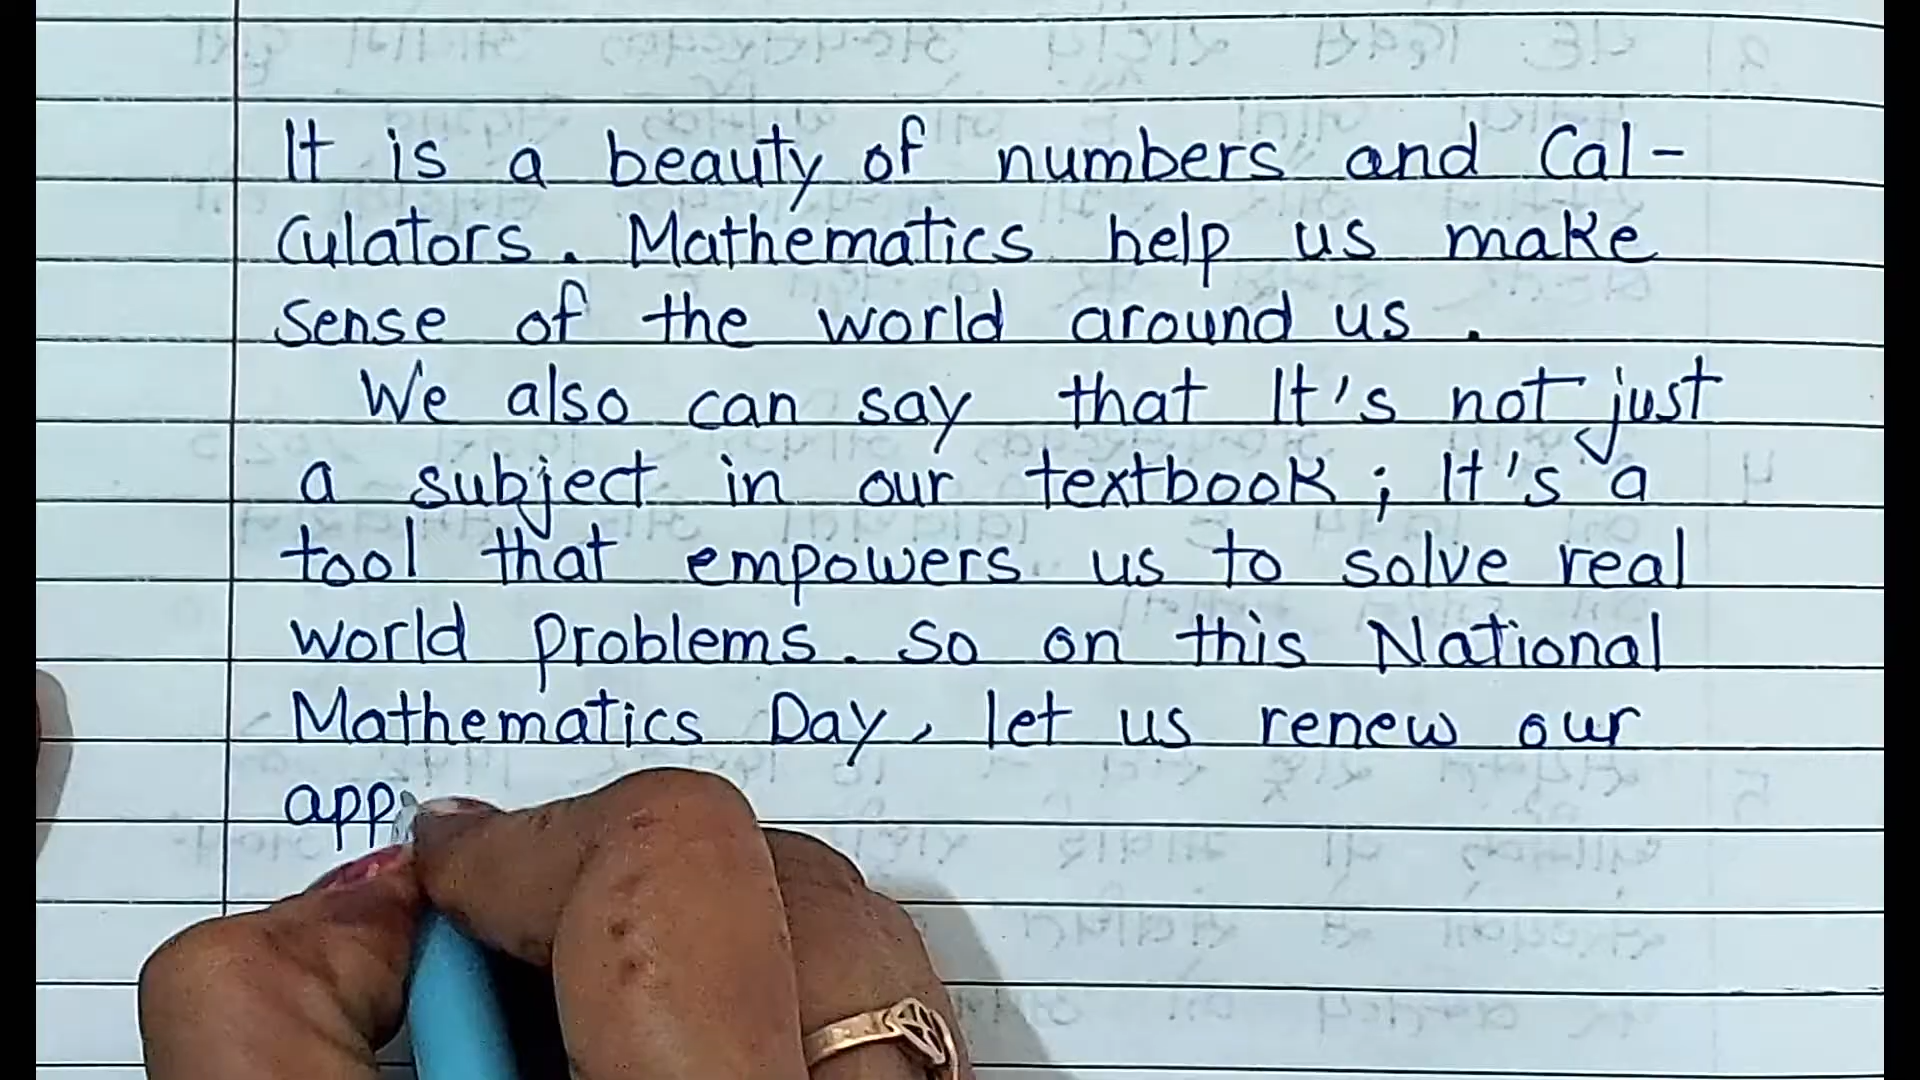 It is a beauty of numbers and Cal-
culators. Mathematics help us make
sense of the world around us.
We also can say that It's not just
a subject in our textbook; It's a
tool that empowers us to solve real
world problems. So on this National
Mathematics Day, let us renew our
app